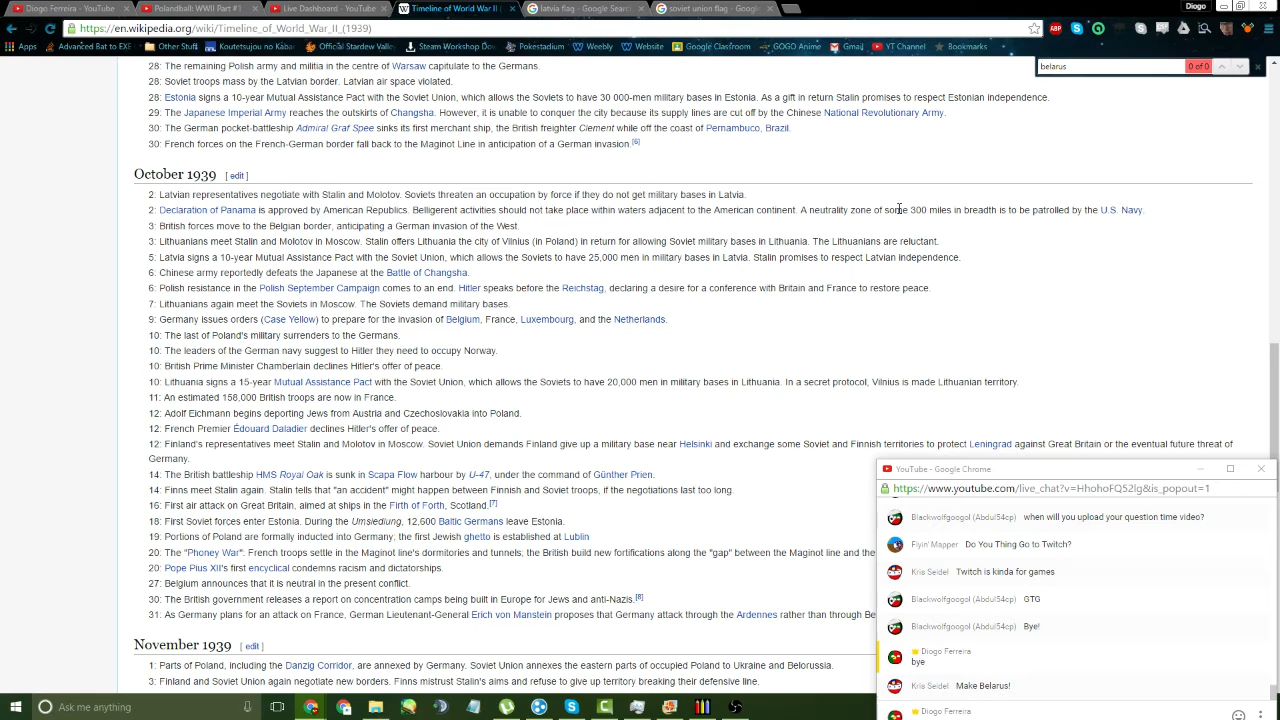 Diogo Ferreira - YouTube
Polandball: WWII Part #1
Live Dashboard - YouTube
Timeline of World War II (
latvia flag - Google Sear
soviet union flag - Googl
Diogo
https://en.wikipedia.org/wiki/Timeline_of_World_War_II_(1939)
Apps
Advanced Bat to EXE
Other Stuff
Koutetsujou no Kaba
Official Stardew Valley
Steam Workshop Dow
Pokestadium
Weebly
Website
Google Classroom
GOGO Anime
Gmail
YT Channel
Bookmarks
belarus
0 of 0
28: The remaining Polish army and militia in the centre of Warsaw capitulate to the Germans.
28: Soviet troops mass by the Latvian border. Latvian air space violated.
28: Estonia signs a 10-year Mutual Assistance Pact with the Soviet Union, which allows the Soviets to have 30 000-men military bases in Estonia. As a gift in return Stalin promises to respect Estonian independence.
29: The Japanese Imperial Army reaches the outskirts of Changsha. However, it is unable to conquer the city because its supply lines are cut off by the Chinese National Revolutionary Army.
30: The German pocket-battleship Admiral Graf Spee sinks its first merchant ship, the British freighter Clement while off the coast of Pernambuco, Brazil.
30: French forces on the French-German border fall back to the Maginot Line in anticipation of a German invasion.[6]
October 1939 [ edit ]
2: Latvian representatives negotiate with Stalin and Molotov. Soviets threaten an occupation by force if they do not get military bases in Latvia.
2: Declaration of Panama is approved by American Republics. Belligerent activities should not take place within waters adjacent to the American continent. A neutrality zone of some 300 miles in breadth is to be patrolled by the U.S. Navy.
3: British forces move to the Belgian border, anticipating a German invasion of the West.
3: Lithuanians meet Stalin and Molotov in Moscow. Stalin offers Lithuania the city of Vilnius (in Poland) in return for allowing Soviet military bases in Lithuania. The Lithuanians are reluctant.
5: Latvia signs a 10-year Mutual Assistance Pact with the Soviet Union, which allows the Soviets to have 25,000 men in military bases in Latvia. Stalin promises to respect Latvian independence.
6: Chinese army reportedly defeats the Japanese at the Battle of Changsha.
6: Polish resistance in the Polish September Campaign comes to an end. Hitler speaks before the Reichstag, declaring a desire for a conference with Britain and France to restore peace.
7: Lithuanians again meet the Soviets in Moscow. The Soviets demand military bases.
9: Germany issues orders (Case Yellow) to prepare for the invasion of Belgium, France, Luxembourg, and the Netherlands.
10: The last of Poland's military surrenders to the Germans.
10: The leaders of the German navy suggest to Hitler they need to occupy Norway.
10: British Prime Minister Chamberlain declines Hitler's offer of peace.
10: Lithuania signs a 15-year Mutual Assistance Pact with the Soviet Union, which allows the Soviets to have 20,000 men in military bases in Lithuania. In a secret protocol, Vilnius is made Lithuanian territory.
11: An estimated 158,000 British troops are now in France.
12: Adolf Eichmann begins deporting Jews from Austria and Czechoslovakia into Poland.
12: French Premier Édouard Daladier declines Hitler's offer of peace.
12: Finland's representatives meet Stalin and Molotov in Moscow. Soviet Union demands Finland give up a military base near Helsinki and exchange some Soviet and Finnish territories to protect Leningrad against Great Britain or the eventual future threat of
Germany.
14: The British battleship HMS Royal Oak is sunk in Scapa Flow harbour by U-47, under the command of Günther Prien.
14: Finns meet Stalin again. Stalin tells that "an accident" might happen between Finnish and Soviet troops, if the negotiations last too long.
16: First air attack on Great Britain, aimed at ships in the Firth of Forth, Scotland.[7]
18: First Soviet forces enter Estonia. During the Umsiedlung, 12,600 Baltic Germans leave Estonia.
19: Portions of Poland are formally inducted into Germany; the first Jewish ghetto is established at Lublin
20: The "Phoney War": French troops settle in the Maginot line's dormitories and tunnels; the British build new fortifications along the "gap" between the Maginot line and the
20: Pope Pius XII's first encyclical condemns racism and dictatorships.
27: Belgium announces that it is neutral in the present conflict.
30: The British government releases a report on concentration camps being built in Europe for Jews and anti-Nazis.[8]
31: As Germany plans for an attack on France, German Lieutenant-General Erich von Manstein proposes that Germany attack through the Ardennes rather than through Be
November 1939 [ edit ]
1: Parts of Poland, including the Danzig Corridor, are annexed by Germany. Soviet Union annexes the eastern parts of occupied Poland to Ukraine and Belorussia.
3: Finland and Soviet Union again negotiate new borders. Finns mistrust Stalin's aims and refuse to give up territory breaking their defensive line.
YouTube - Google Chrome
https://www.youtube.com/live_chat?v=HhohoFQ52lg&is_popout=1
Blackwolfgoogol (Abdul54cp) when will you upload your question time video?
Flyin' Mapper Do You Thing Go to Twitch?
Kris Seidel Twitch is kinda for games
Blackwolfgoogol (Abdul54cp) GTG
Blackwolfgoogol (Abdul54cp) Bye!
Diogo Ferreira
bye
Kris Seidel Make Belarus!
Diogo Ferreira
Ask me anything